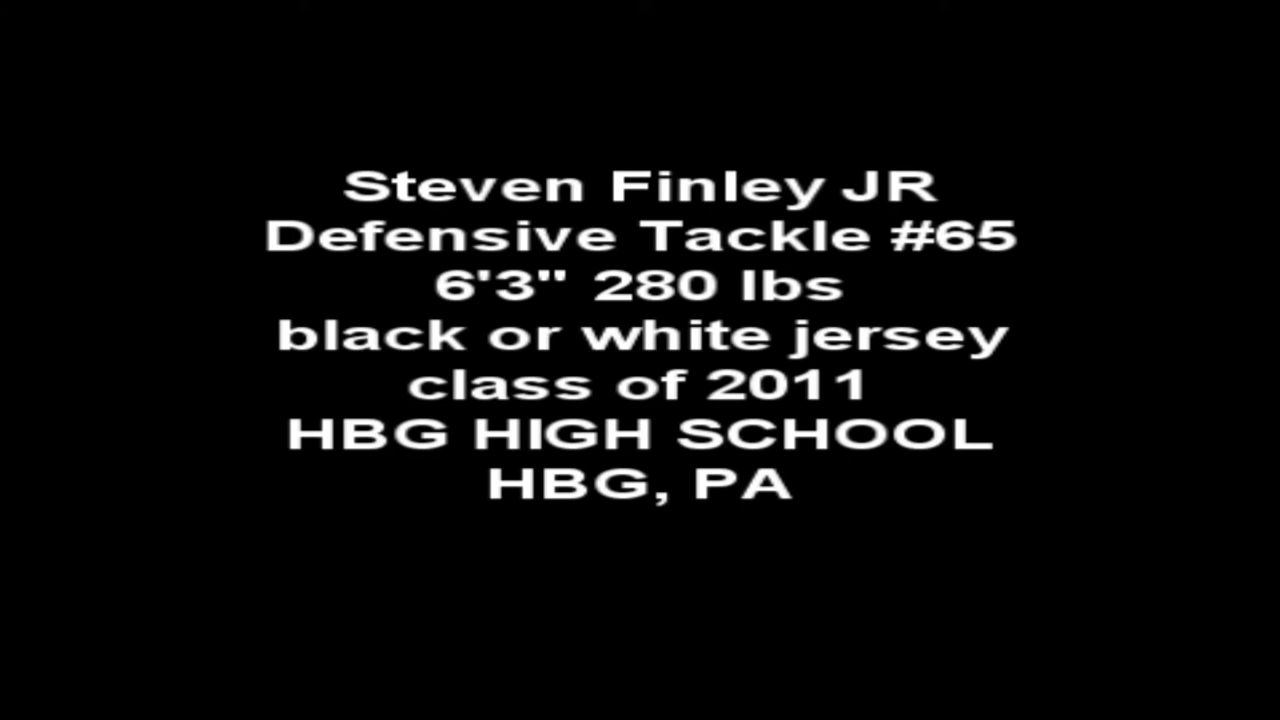 Steven Finley JR
Defensive Tackle #65
6'3" 280 lbs
black or white jersey
class of 2011
HBG HIGH SCHOOL
HBG, PA